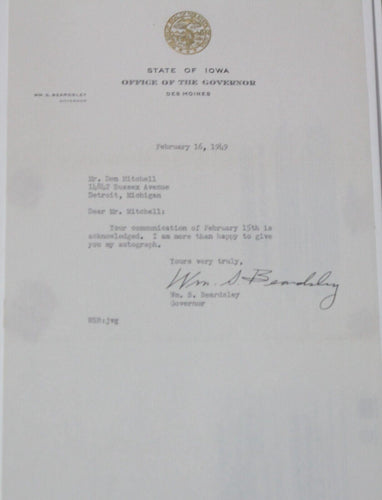 STATE OF IOWA
OFFICE OF THE GOVERNOR
DES MOINES
WM S. BEARDSLEY
GOVERNOR
February 16, 1949
Mr. Don Mitchell
14842 Sussex Avenue
Detroit, Michigan
Dear Mr. Mitchell:
Your communication of February 15th is
acknowledged. I am more than happy to give
you my autograph.
Yours very truly,
Wm. S. Beardsley
Wm. S. Beardsley
Governor
WSB:jwg